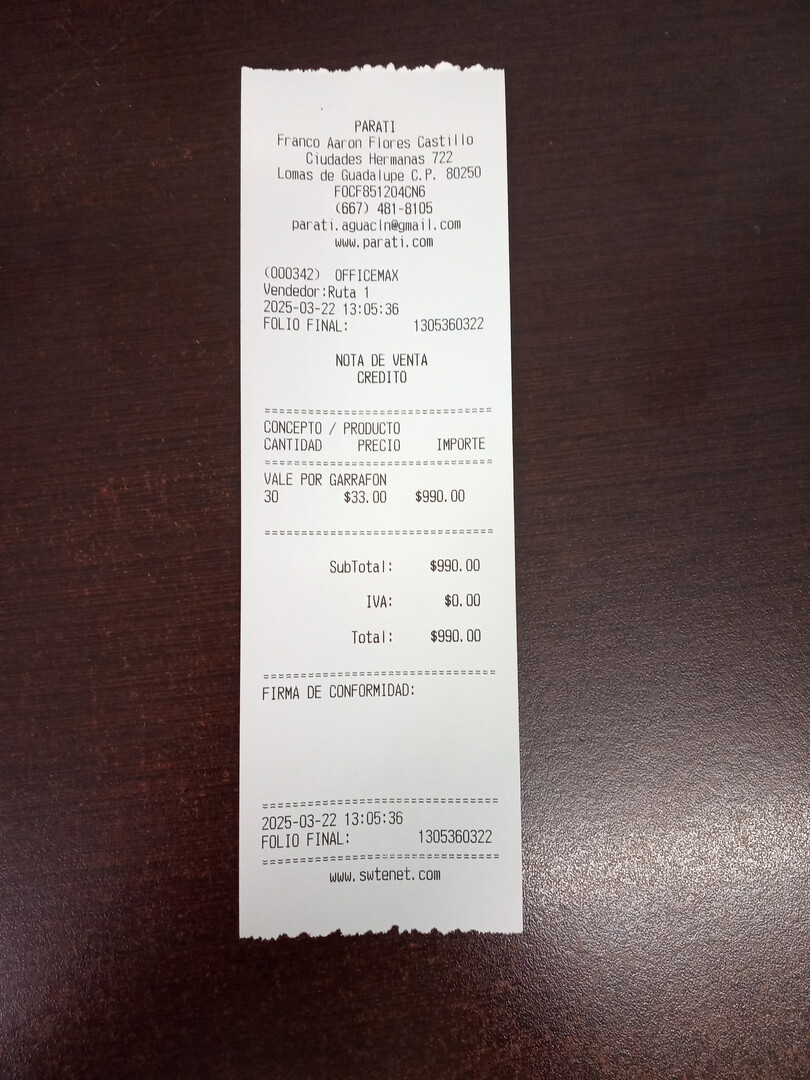 PARATI
Franco Aaron Flores Castillo
Ciudades Hermanas 722
Lomas de Guadalupe C.P. 80250
FOCF851204CN6
(667) 481-8105
parati.aguacln@gmail.com
www.parati.com
(000342) OFFICEMAX
Vendedor:Ruta 1
2025-03-22 13:05:36
FOLIO FINAL: 1305360322
NOTA DE VENTA
CREDITO
==============================
CONCEPTO / PRODUCTO
CANTIDAD PRECIO IMPORTE
==============================
VALE POR GARRAFON
30 $33.00 $990.00
==============================
SubTotal: $990.00
IVA: $0.00
Total: $990.00
==============================
FIRMA DE CONFORMIDAD:
==============================
2025-03-22 13:05:36
FOLIO FINAL: 1305360322
==============================
www.swtenet.com